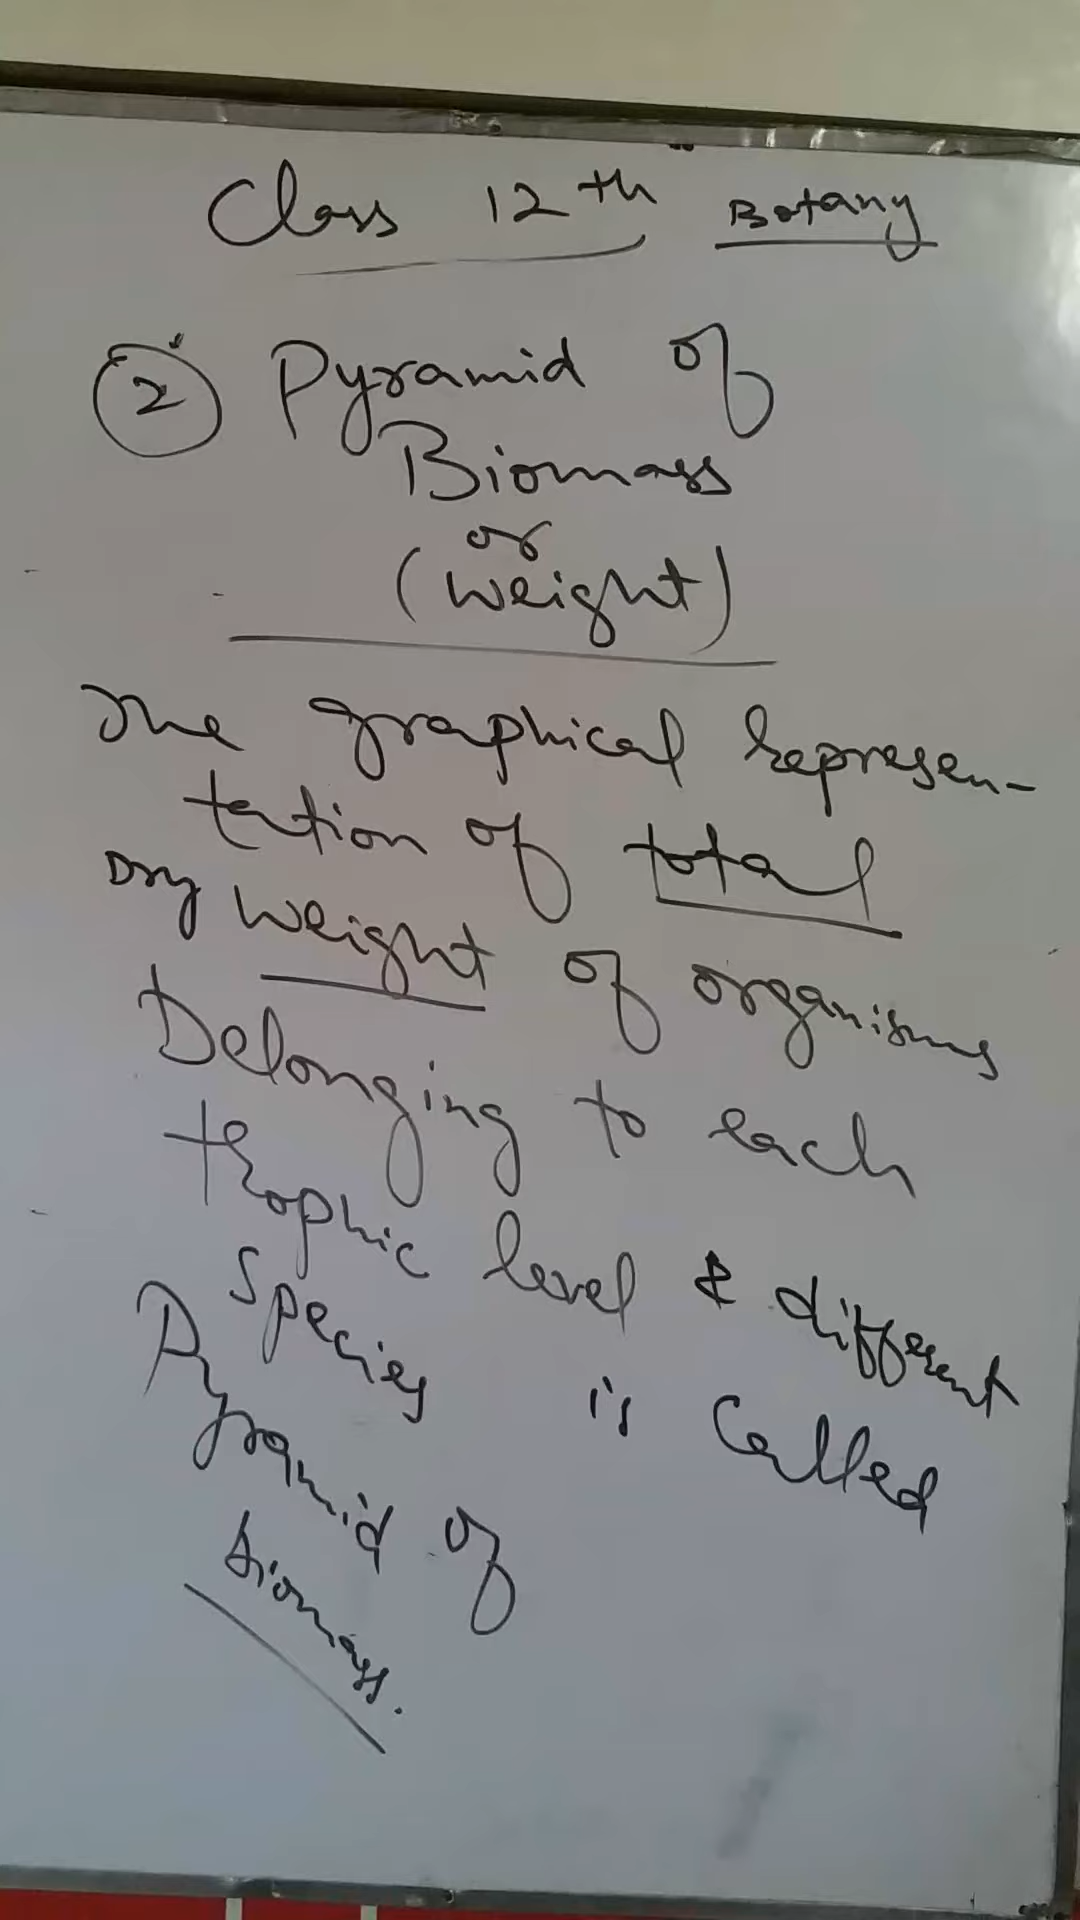 Class 12th Botany
2 Pyramid of
Biomass
or
(weight)
The graphical represen-
tation of total
Dry weight of organisms
Belonging to each
trophic level & different
species is called
Pyramid of
biomass.